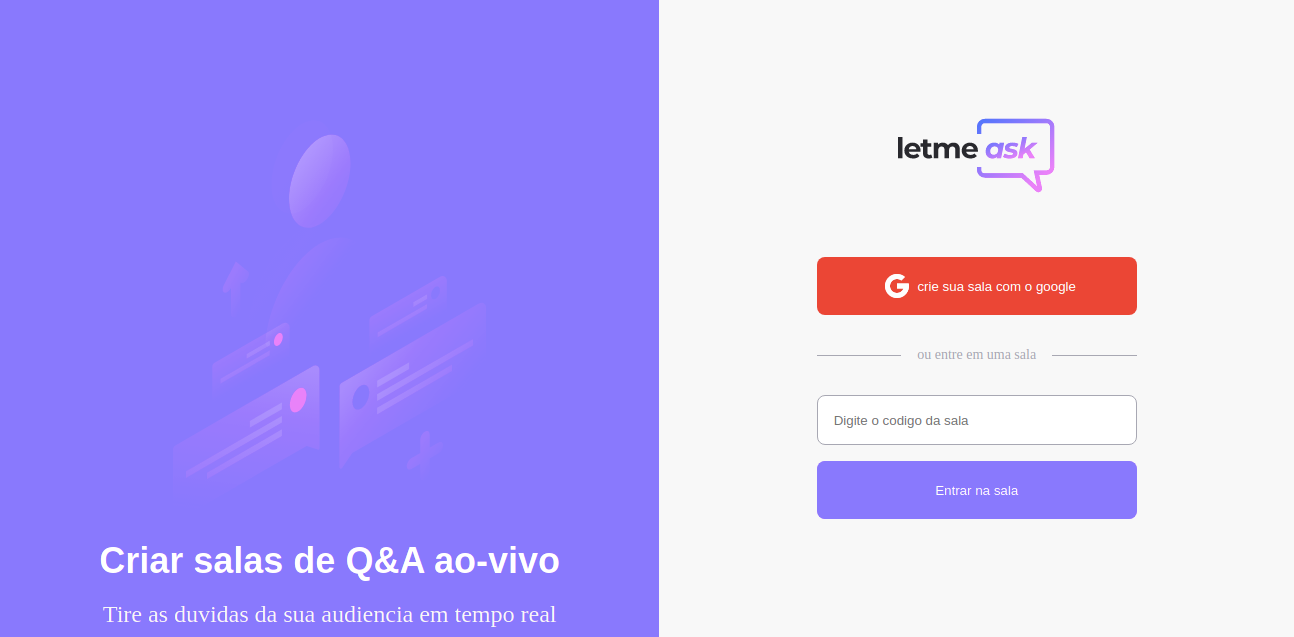 Criar salas de Q&A ao-vivo
Tire as duvidas da sua audiencia em tempo real
letme ask
crie sua sala com o google
ou entre em uma sala
Digite o codigo da sala
Entrar na sala